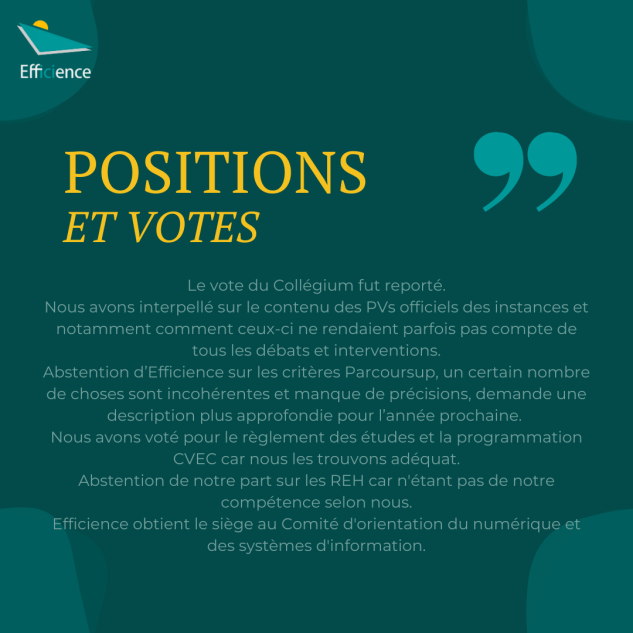 Efficience
POSITIONS
ET VOTES
Le vote du Collégium fut reporté.
Nous avons interpellé sur le contenu des PVs officiels des instances et
notamment comment ceux-ci ne rendaient parfois pas compte de
tous les débats et interventions.
Abstention d’Efficience sur les critères Parcoursup, un certain nombre
de choses sont incohérentes et manque de précisions, demande une
description plus approfondie pour l’année prochaine.
Nous avons voté pour le règlement des études et la programmation
CVEC car nous les trouvons adéquat.
Abstention de notre part sur les REH car n'étant pas de notre
compétence selon nous.
Efficience obtient le siège au Comité d'orientation du numérique et
des systèmes d'information.